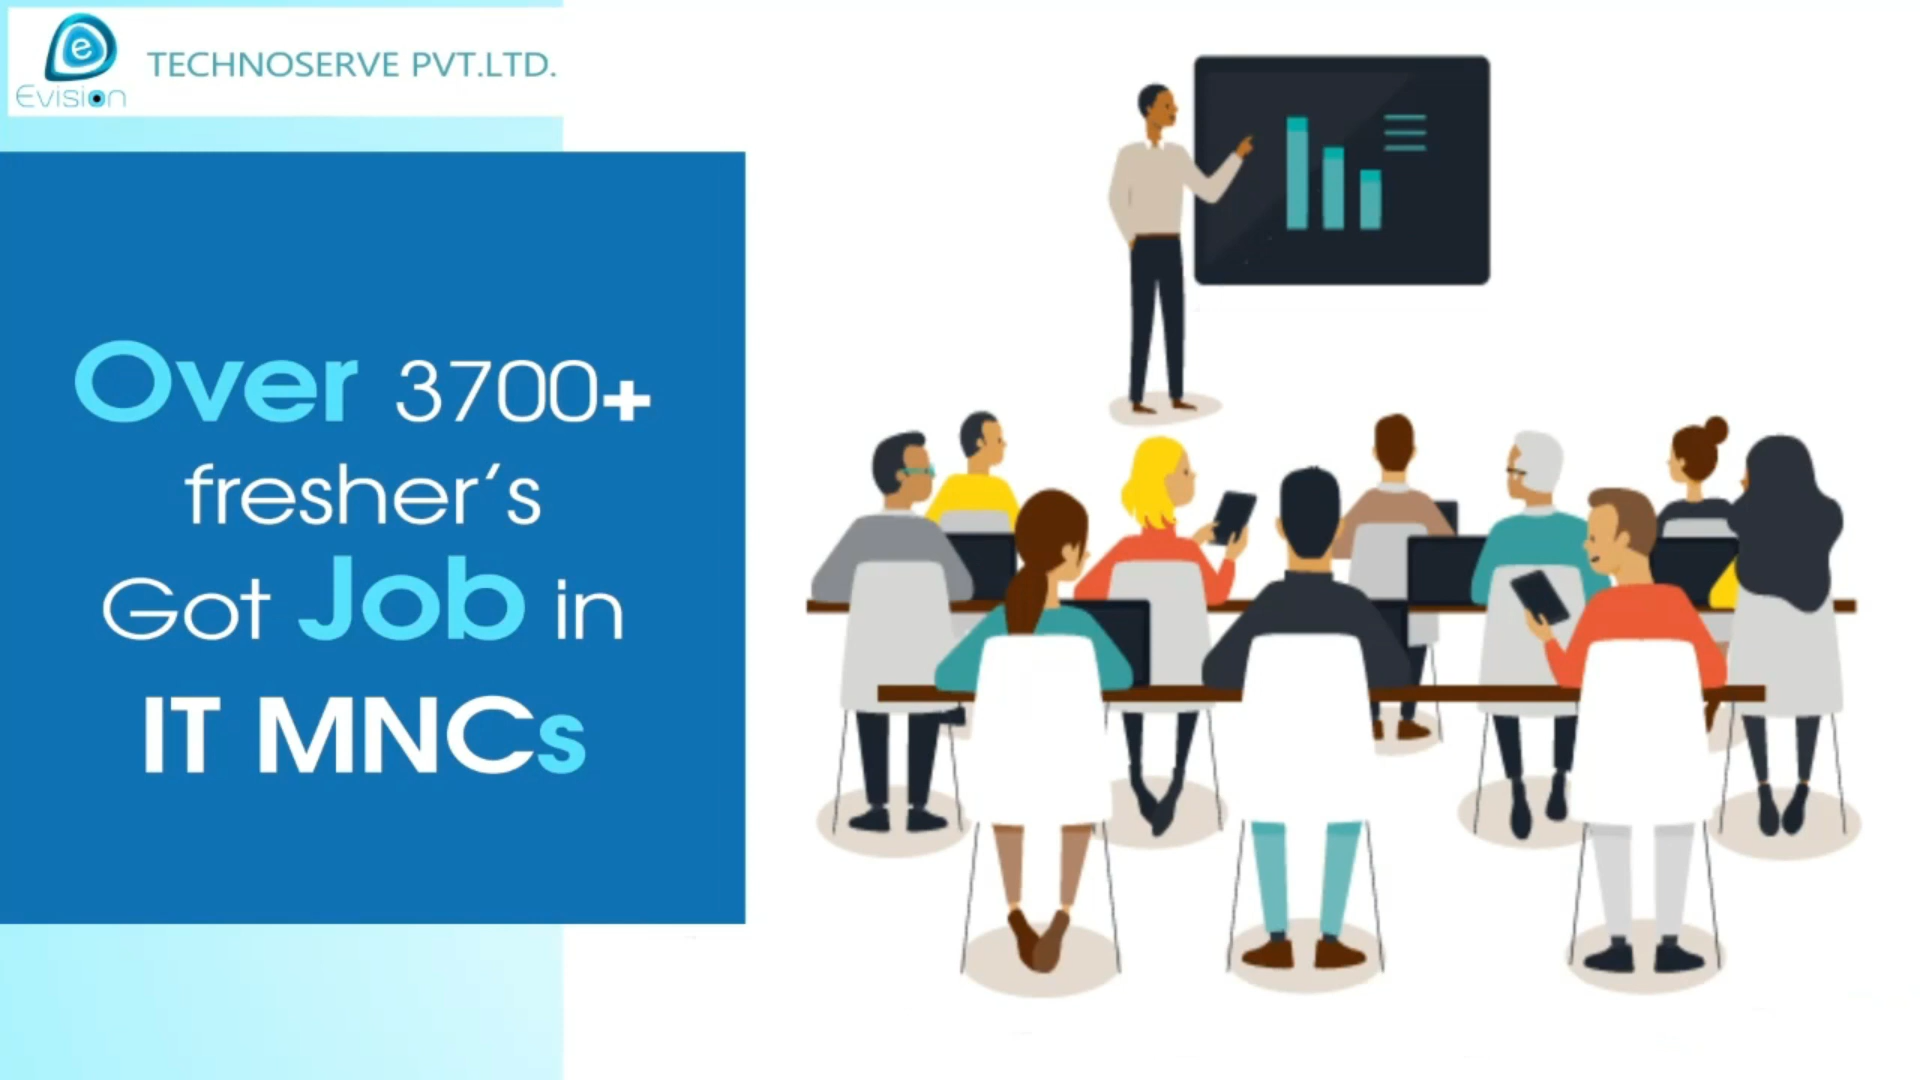 e
Evision
TECHNOSERVE PVT.LTD.
Over 3700+
fresher's
Got Job in
IT MNCs